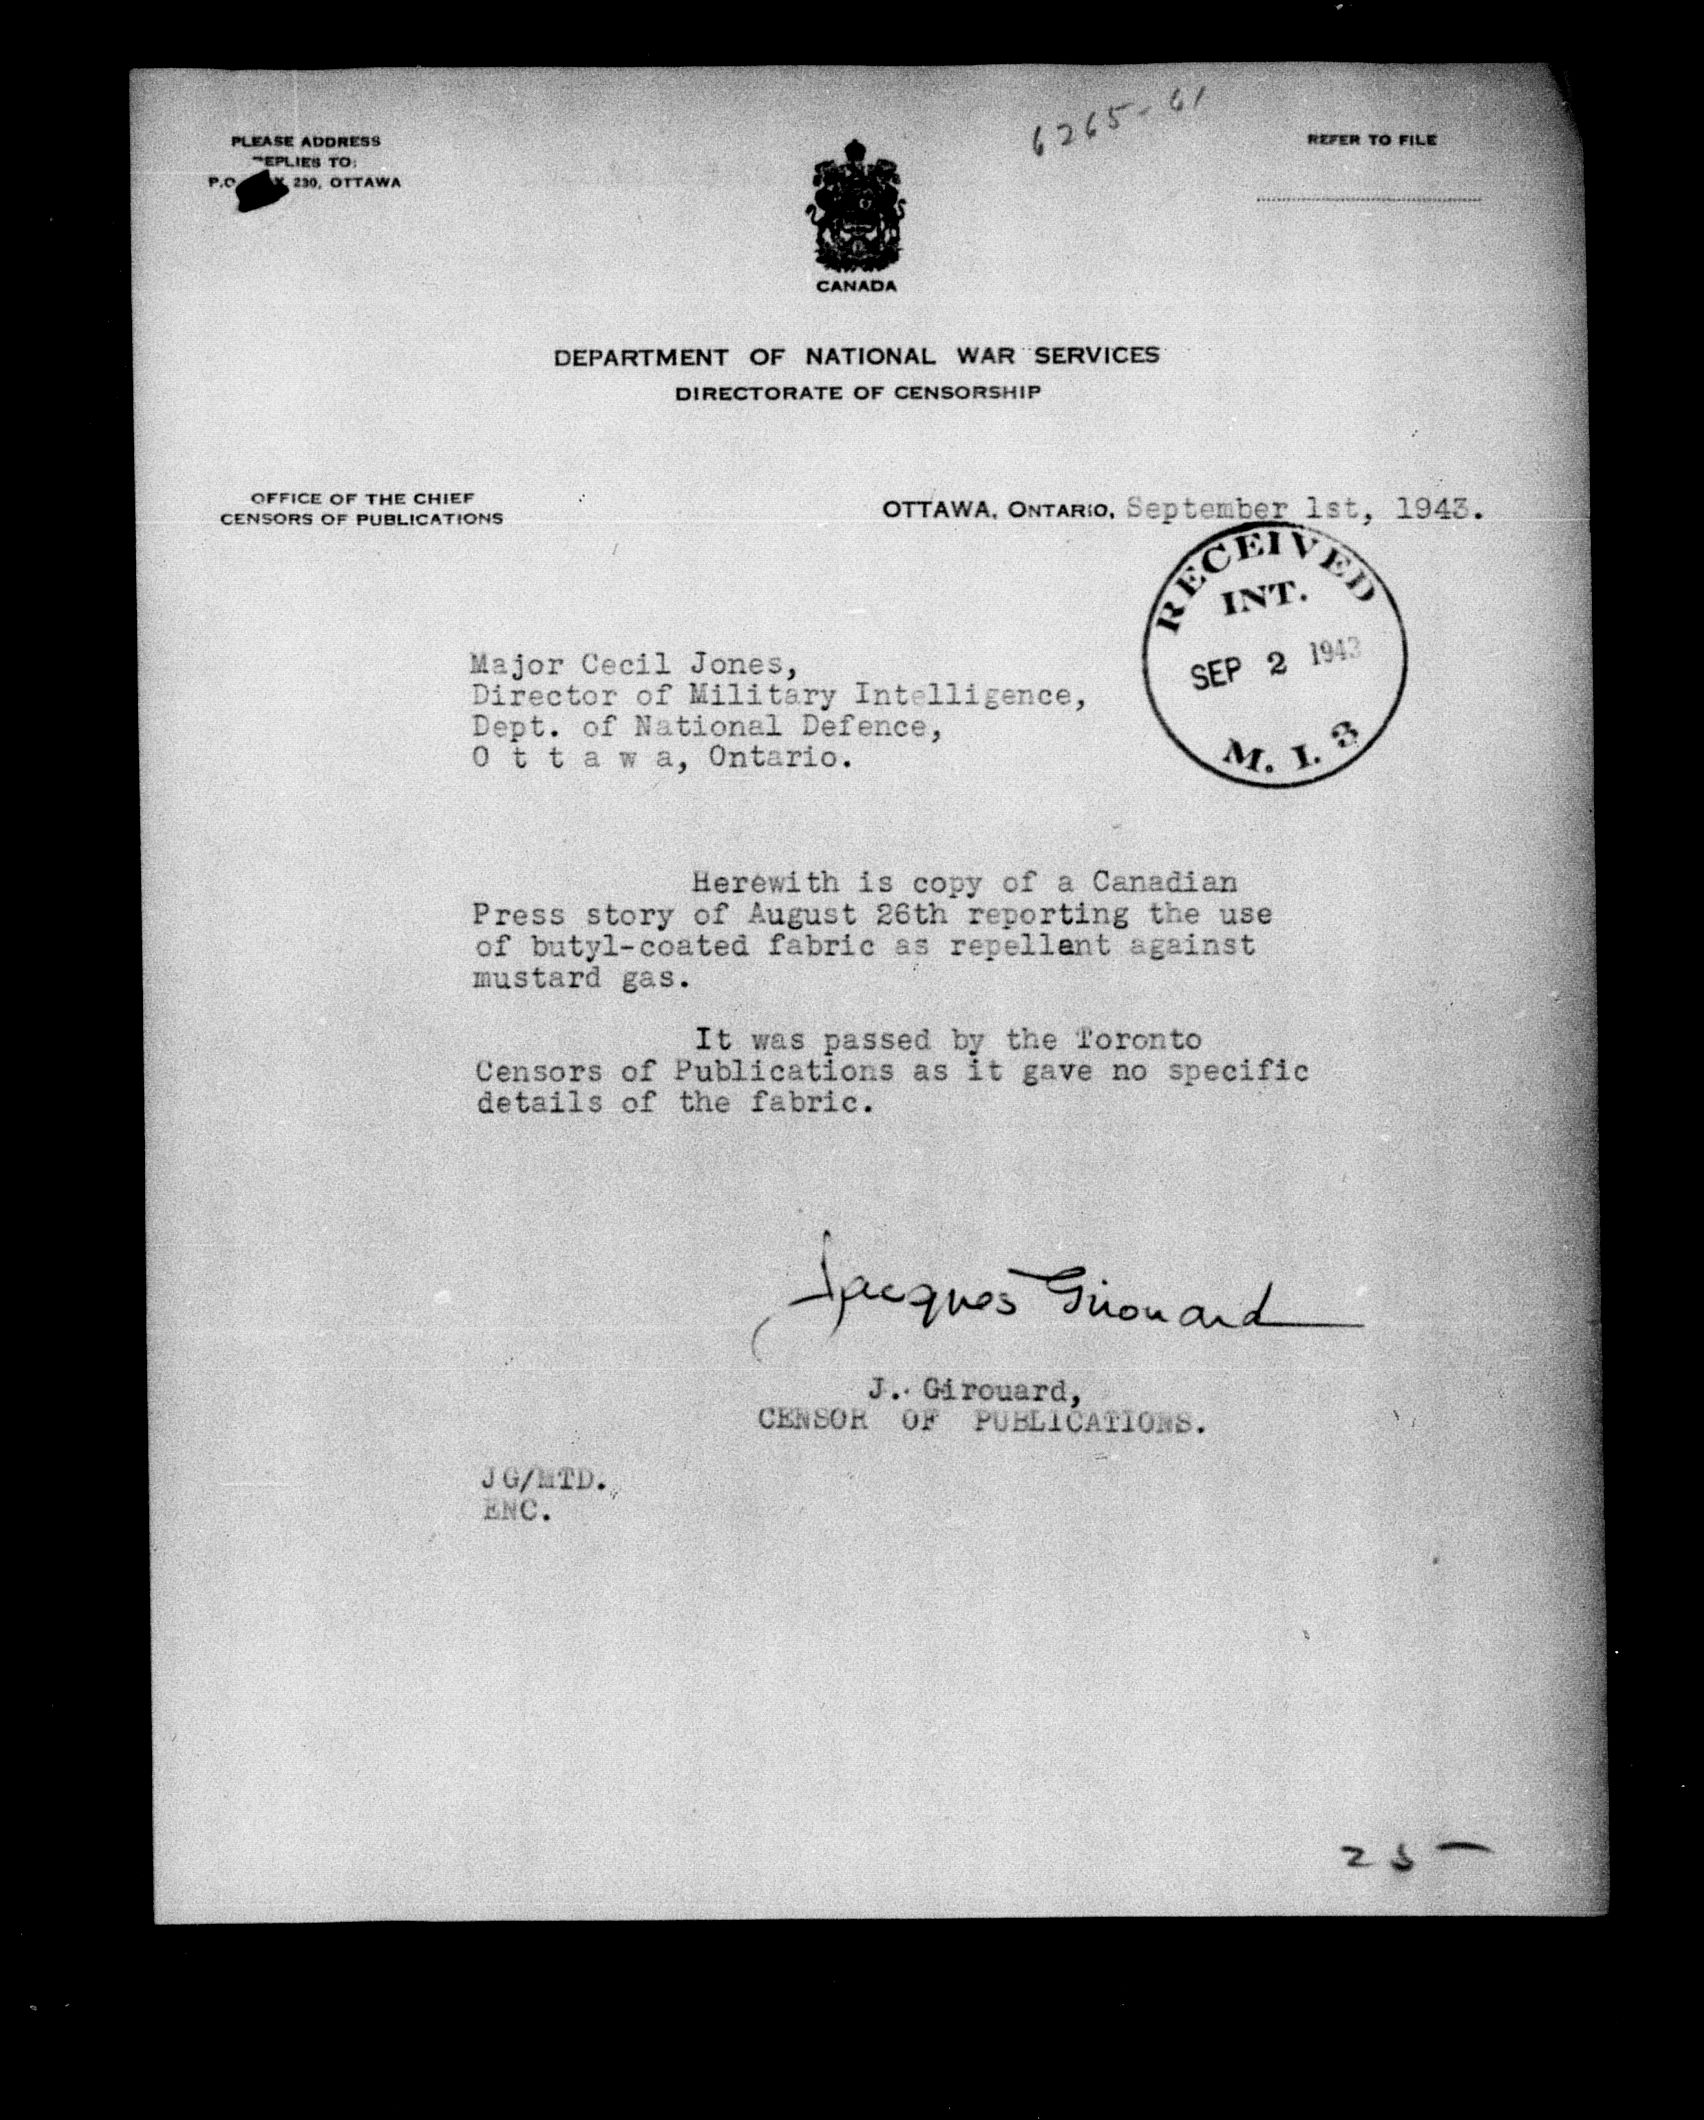 6265-61
PLEASE ADDRESS
REPLIES TO:
P.O. BOX 230, OTTAWA
REFER TO FILE
CANADA
DEPARTMENT OF NATIONAL WAR SERVICES
DIRECTORATE OF CENSORSHIP
OFFICE OF THE CHIEF
CENSORS OF PUBLICATIONS
OTTAWA, ONTARIO, September 1st, 1943.
RECEIVED
INT.
SEP 2 1943
M. I. 3
Major Cecil Jones,
Director of Military Intelligence,
Dept. of National Defence,
O t t a w a, Ontario.
Herewith is copy of a Canadian
Press story of August 26th reporting the use
of butyl-coated fabric as repellant against
mustard gas.
It was passed by the Toronto
Censors of Publications as it gave no specific
details of the fabric.
Jacques Girouard
J. Girouard,
CENSOR OF PUBLICATIONS.
JG/MTD.
ENC.